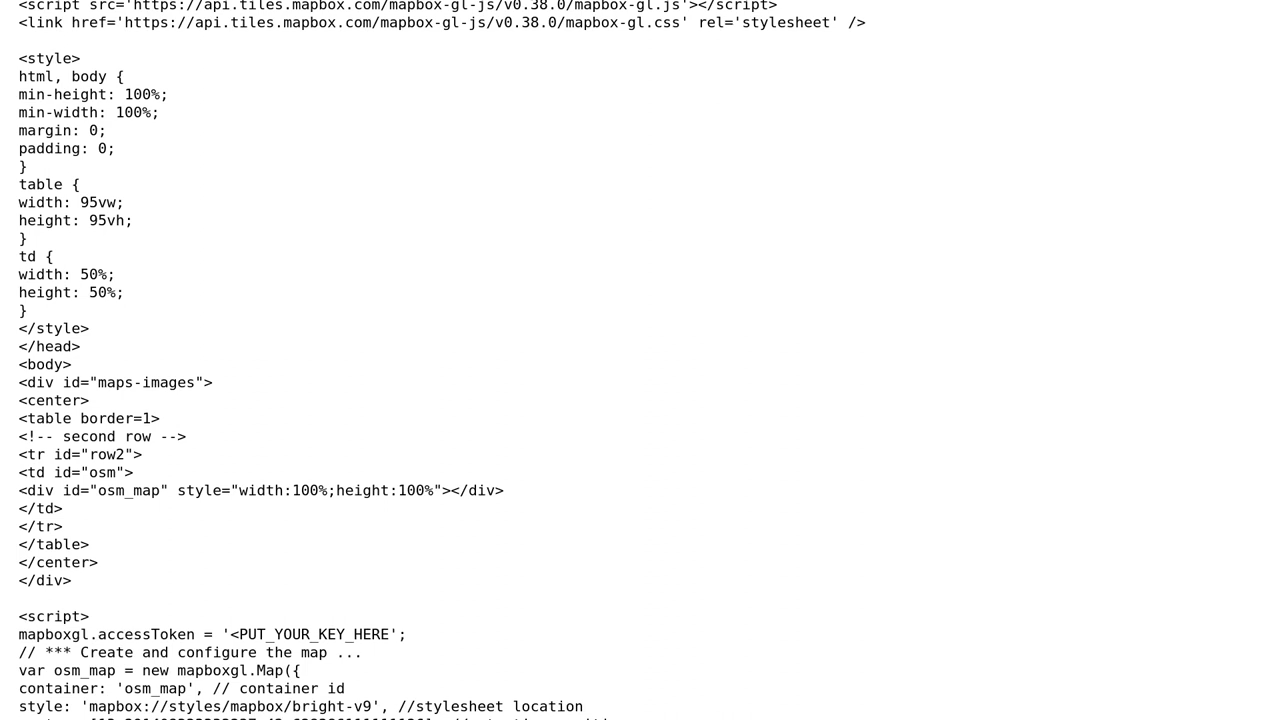 <script src='https://api.tiles.mapbox.com/mapbox-gl-js/v0.38.0/mapbox-gl.js'></script>
<link href='https://api.tiles.mapbox.com/mapbox-gl-js/v0.38.0/mapbox-gl.css' rel='stylesheet' />
<style>
html, body {
min-height: 100%;
min-width: 100%;
margin: 0;
padding: 0;
}
table {
width: 95vw;
height: 95vh;
}
td {
width: 50%;
height: 50%;
}
</style>
</head>
<body>
<div id="maps-images">
<center>
<table border=1>
<!-- second row -->
<tr id="row2">
<td id="osm">
<div id="osm_map" style="width:100%;height:100%"></div>
</td>
</tr>
</table>
</center>
</div>
<script>
mapboxgl.accessToken = '<PUT_YOUR_KEY_HERE';
// *** Create and configure the map ...
var osm_map = new mapboxgl.Map({
container: 'osm_map', // container id
style: 'mapbox://styles/mapbox/bright-v9', //stylesheet location